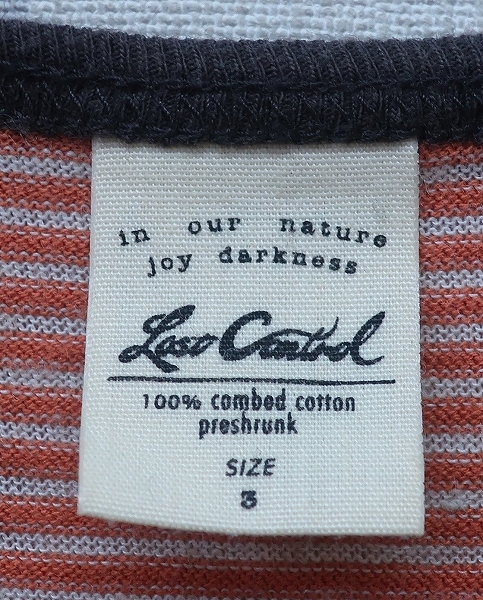 in our nature
joy darkness
Lost Control
100% combed cotton
preshrunk
SIZE
3